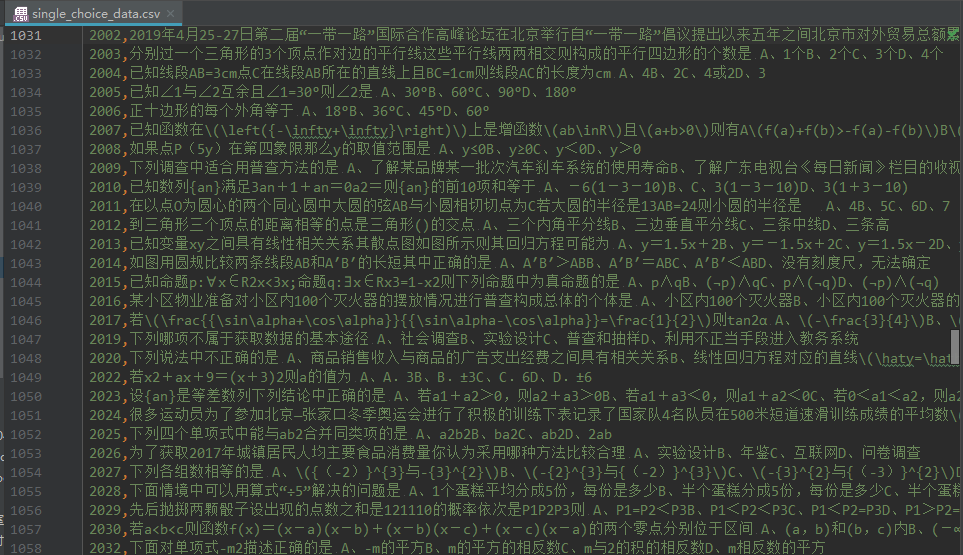 single_choice_data.csv
1031 2002,2019年4月25-27日第二届“一带一路”国际合作高峰论坛在北京举行自“一带一路”倡议提出以来五年之间北京市对外贸易总额累
1032 2003,分别过一个三角形的3个顶点作对边的平行线这些平行线两两相交则构成的平行四边形的个数是 A、1个B、2个C、3个D、4个
1033 2004,已知线段AB=3cm点C在线段AB所在的直线上且BC=1cm则线段AC的长度为cm A、4B、2C、4或2D、3
1034 2005,已知∠1与∠2互余且∠1=30°则∠2是 A、30°B、60°C、90°D、180°
1035 2006,正十边形的每个外角等于 A、18°B、36°C、45°D、60°
1036 2007,已知函数在\(\left({-\infty+\infty}\right)\)上是增函数\(ab\inR\)且\(a+b>0\)则有A\(f(a)+f(b)>-f(a)-f(b)\)B\(
1037 2008,如果点P（5y）在第四象限那么y的取值范围是 A、y≤0B、y≥0C、y＜0D、y＞0
1038 2009,下列调查中适合用普查方法的是 A、了解某品牌某一批次汽车刹车系统的使用寿命B、了解广东电视台《每日新闻》栏目的收视
1039 2010,已知数列{an}满足3an＋1＋an＝0a2＝则{an}的前10项和等于 A、－6(1－3－10)B、C、3(1－3－10)D、3(1＋3－10)
1040 2011,在以点O为圆心的两个同心圆中大圆的弦AB与小圆相切切点为C若大圆的半径是13AB=24则小圆的半径是 A、4B、5C、6D、7
1041 2012,到三角形三个顶点的距离相等的点是三角形()的交点 A、三个内角平分线B、三边垂直平分线C、三条中线D、三条高
1042 2013,已知变量xy之间具有线性相关关系其散点图如图所示则其回归方程可能为 A、y＝1.5x＋2B、y＝－1.5x＋2C、y＝1.5x－2D、
1043 2014,如图用圆规比较两条线段AB和A′B′的长短其中正确的是 A、A′B′＞ABB、A′B′＝ABC、A′B′＜ABD、没有刻度尺，无法确定
1044 2015,已知命题p:∀x∈R2x<3x;命题q:∃x∈Rx3=1-x2则下列命题中为真命题的是 A、p∧qB、(¬p)∧qC、p∧(¬q)D、(¬p)∧(¬q)
1045 2016,某小区物业准备对小区内100个灭火器的摆放情况进行普查构成总体的个体是 A、小区内100个灭火器B、小区内100个灭火器的
1046 2017,若\(\frac{{\sin\alpha+\cos\alpha}}{{\sin\alpha-\cos\alpha}}=\frac{1}{2}\)则tan2α A、\(-\frac{3}{4}\)B、\
1047 2019,下列哪项不属于获取数据的基本途径 A、社会调查B、实验设计C、普查和抽样D、利用不正当手段进入教务系统
1048 2020,下列说法中不正确的是 A、商品销售收入与商品的广告支出经费之间具有相关关系B、线性回归方程对应的直线\(\haty=\hat
1049 2022,若x2＋ax＋9＝(x＋3)2则a的值为 A、A．3B、B．±3C、C．6D、D．±6
1050 2023,设{an}是等差数列下列结论中正确的是 A、若a1＋a2＞0，则a2＋a3＞0B、若a1＋a3＜0，则a1＋a2＜0C、若0＜a1＜a2，则a2
1051 2024,很多运动员为了参加北京—张家口冬季奥运会进行了积极的训练下表记录了国家队4名队员在500米短道速滑训练成绩的平均数\(
1052 2025,下列四个单项式中能与ab2合并同类项的是 A、a2b2B、ba2C、ab2D、2ab
1053 2026,为了获取2017年城镇居民人均主要食品消费量你认为采用哪种方法比较合理 A、实验设计B、年鉴C、互联网D、问卷调查
1054 2027,下列各组数相等的是 A、\({（-2）}^{3}与-{3}^{2}\)B、\(-{2}^{3}与{（-2）}^{3}\)C、\(-{3}^{2}与{（-3）}^{2}\)D
1055 2028,下面情境中可以用算式“÷5”解决的问题是 A、1个蛋糕平均分成5份，每份是多少B、半个蛋糕分成5份，每份是多少C、半个蛋糕
1056 2029,先后抛掷两颗骰子设出现的点数之和是121110的概率依次是P1P2P3则 A、P1=P2＜P3B、P1＜P2＜P3C、P1＜P2=P3D、P1＞P2=
1057 2030,若a<b<c则函数f(x)＝(x－a)(x－b)＋(x－b)(x－c)＋(x－c)(x－a)的两个零点分别位于区间 A、(a，b)和(b，c)内B、(－∞
2032,下面对单项式-m2描述正确的是 A、-m的平方B、m的平方的相反数C、m与2的积的相反数D、m相反数的平方